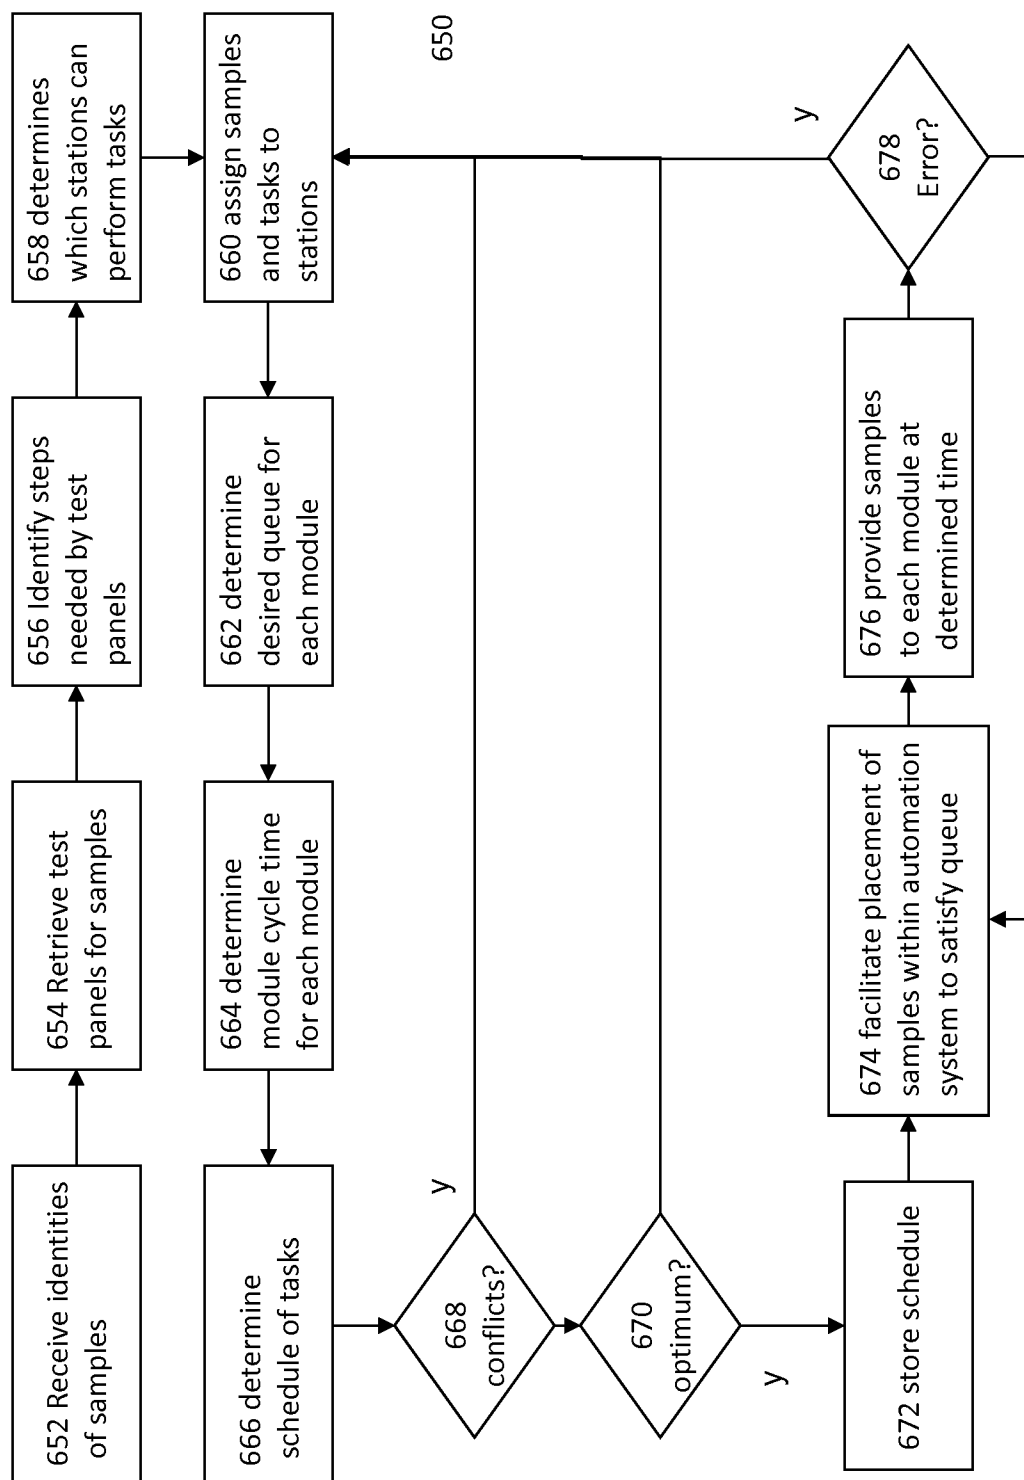 652 Receive identities
of samples
654 Retrieve test
panels for samples
656 Identify steps
needed by test
panels
658 determines
which stations can
perform tasks
660 assign samples
and tasks to
stations
662 determine
desired queue for
each module
664 determine
module cycle time
for each module
666 determine
schedule of tasks
668
conflicts?
y
650
670
optimum?
y
672 store schedule
674 facilitate placement of
samples within automation
system to satisfy queue
676 provide samples
to each module at
determined time
678
Error?
y